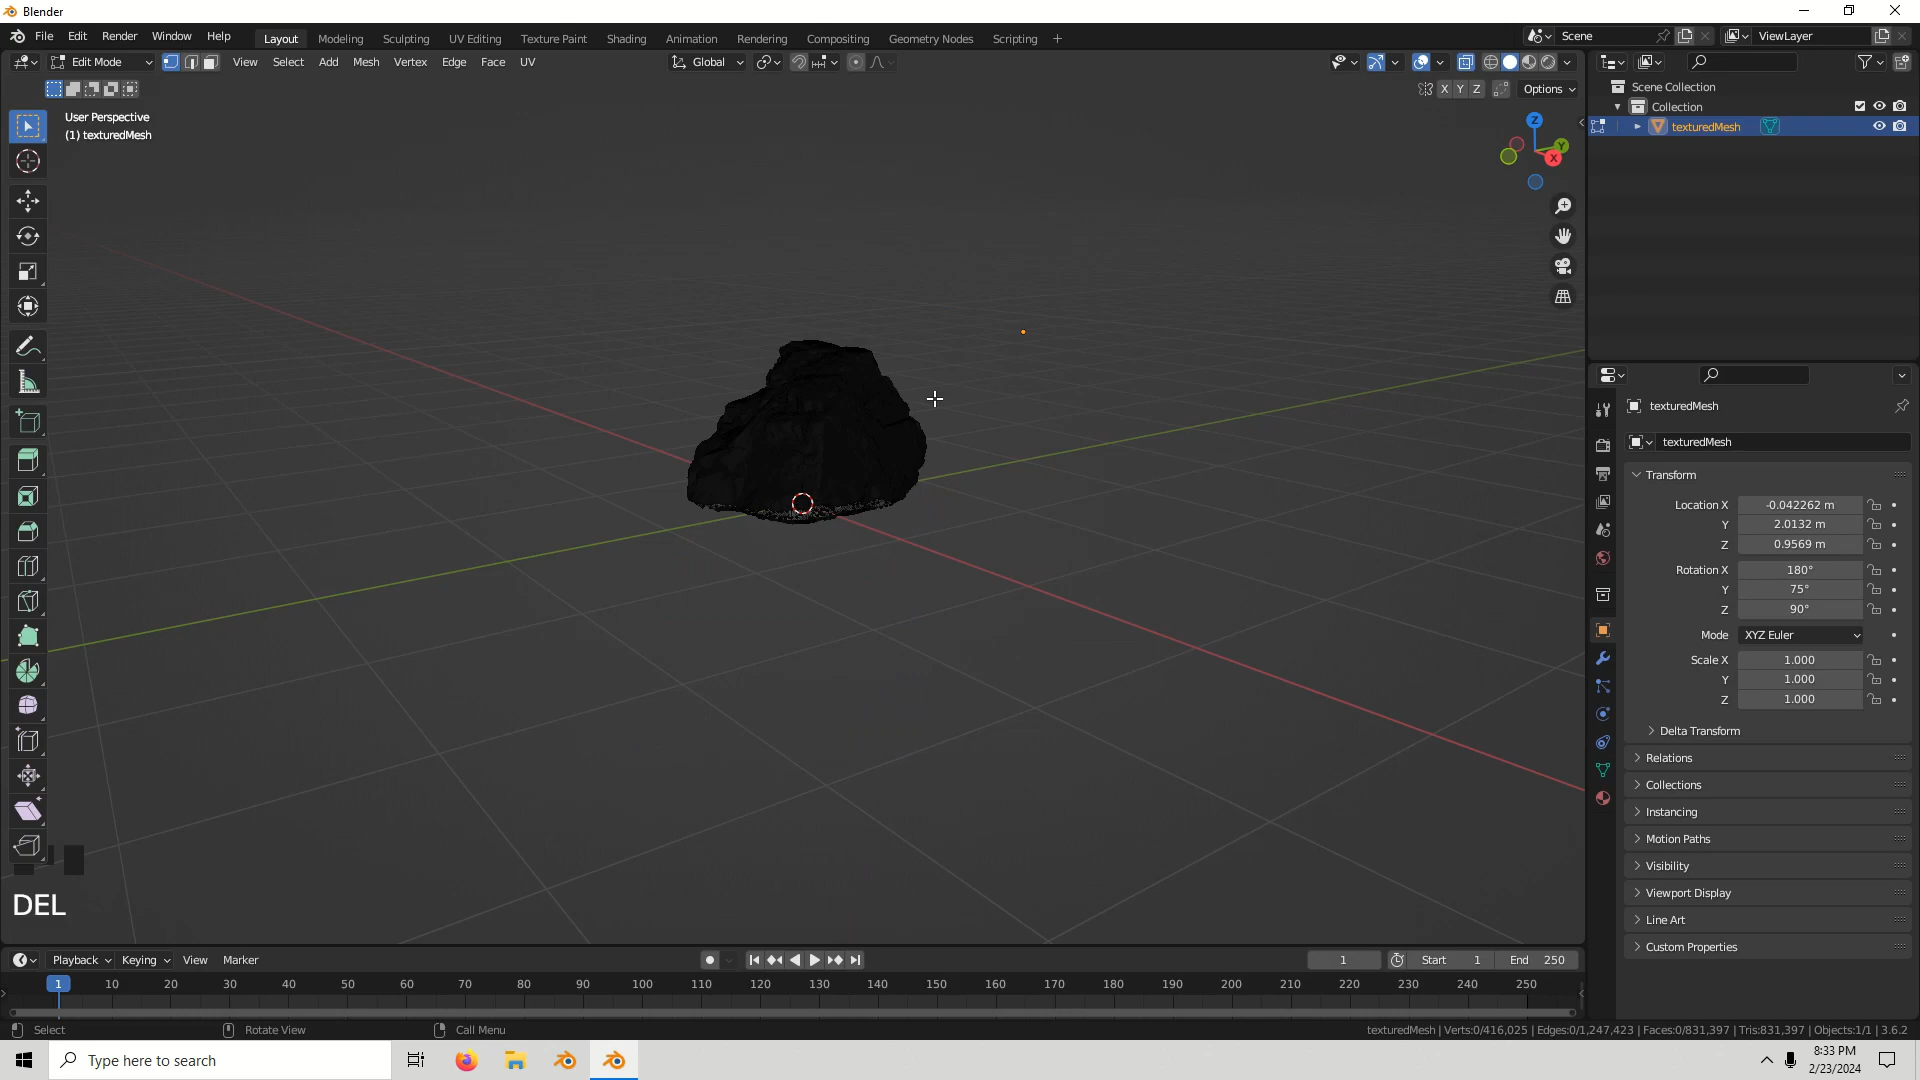 Blender
File Edit Render Window Help Layout Modeling Sculpting UV Editing Texture Paint Shading Animation Rendering Compositing Geometry Nodes Scripting + Scene ViewLayer
Edit Mode View Select Add Mesh Vertex Edge Face UV Global
X Y Z Options
User Perspective
(1) texturedMesh
Z
Y
X
Scene Collection
Collection
texturedMesh
texturedMesh
texturedMesh
Transform
Location X -0.042262 m
Y 2.0132 m
Z 0.9569 m
Rotation X 180°
Y 75°
Z 90°
Mode XYZ Euler
Scale X 1.000
Y 1.000
Z 1.000
Delta Transform
Relations
Collections
Instancing
Motion Paths
Visibility
Viewport Display
Line Art
Custom Properties
DEL
Playback Keying View Marker 1 Start 1 End 250
1 10 20 30 40 50 60 70 80 90 100 110 120 130 140 150 160 170 180 190 200 210 220 230 240 250
Select Rotate View Call Menu texturedMesh | Verts:0/416,025 | Edges:0/1,247,423 | Faces:0/831,397 | Tris:831,397 | Objects:1/1 | 3.6.2
Type here to search
8:33 PM
2/23/2024